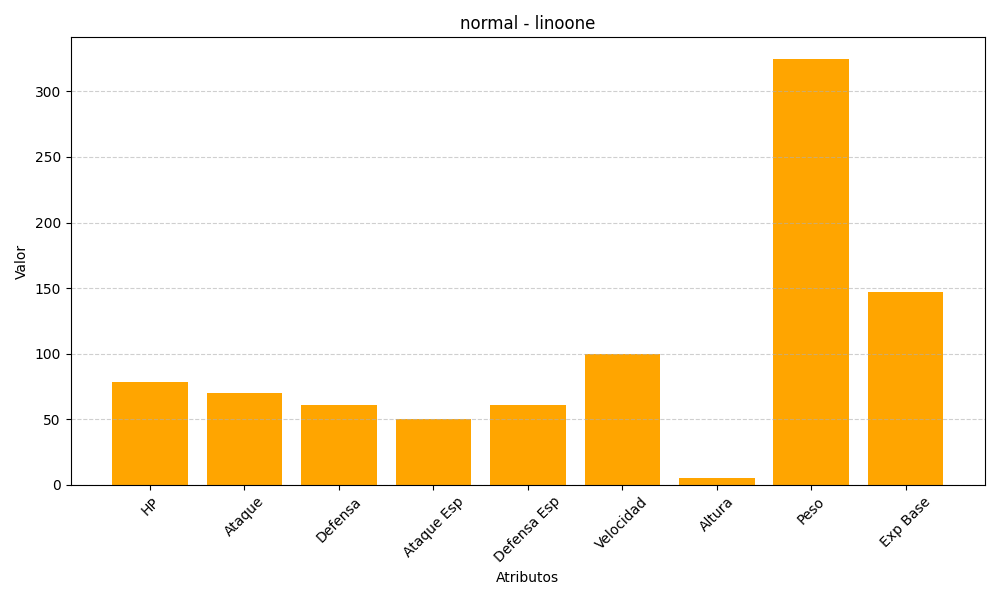 normal - linoone
Valor
300
250
200
150
100
50
0
HP
Ataque
Defensa
Ataque Esp
Defensa Esp
Velocidad
Altura
Peso
Exp Base
Atributos